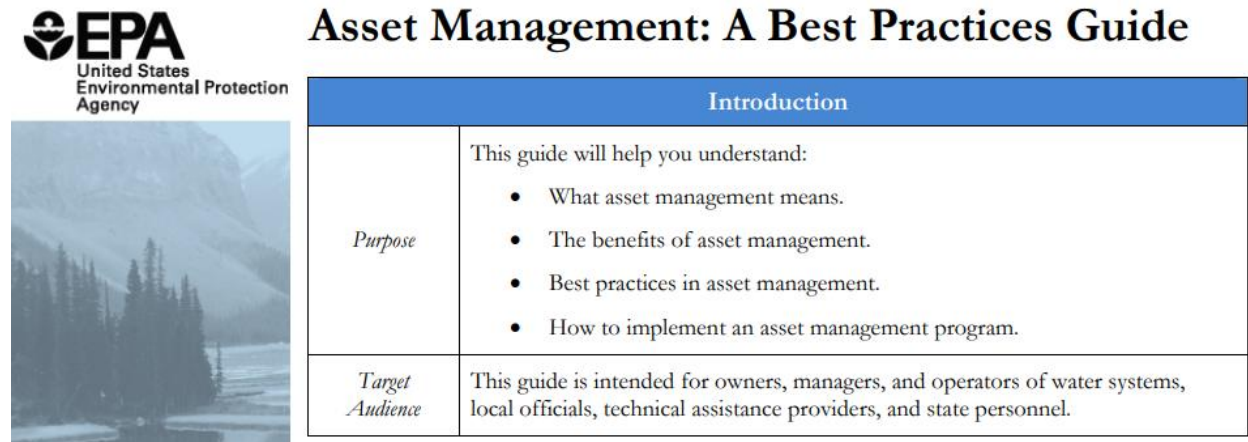 EPA
United States
Environmental Protection
Agency
Asset Management: A Best Practices Guide
Introduction
Purpose
This guide will help you understand:
• What asset management means.
• The benefits of asset management.
• Best practices in asset management.
• How to implement an asset management program.
Target
Audience
This guide is intended for owners, managers, and operators of water systems,
local officials, technical assistance providers, and state personnel.